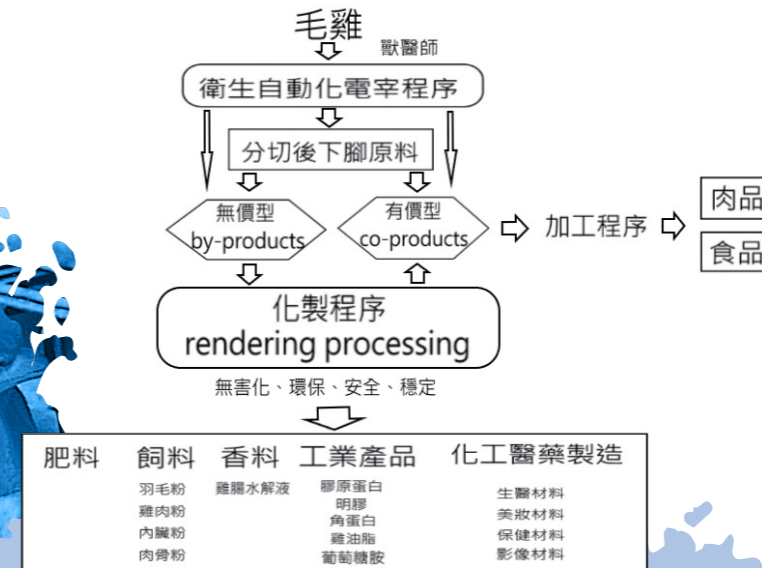 毛雞
獸醫師
衛生自動化電宰程序
分切後下腳原料
無價型
by-products
有價型
co-products
加工程序
肉品
食品
化製程序
rendering processing
無害化、環保、安全、穩定
肥料
飼料
羽毛粉
雞肉粉
內臟粉
肉骨粉
香料
雞腸水解液
工業產品
膠原蛋白
明膠
角蛋白
雞油脂
葡萄糖胺
化工醫藥製造
生醫材料
美妝材料
保健材料
影像材料